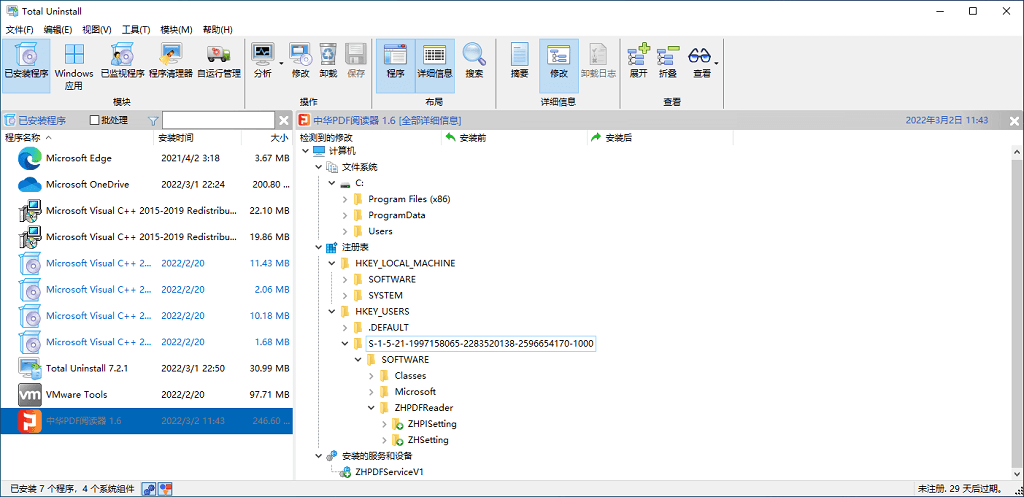 Total Uninstall
文件(F) 编辑(E) 视图(V) 工具(T) 模块(M) 帮助(H)
已安装程序 Windows 应用 已监视程序 程序清理器 自运行管理 分析 修改 卸载 保存 程序 详细信息 搜索 摘要 修改 卸载日志 展开 折叠 查看
模块 操作 布局 详细信息 查看
已安装程序 批处理
中华PDF阅读器 1.6 [全部详细信息] 2022年3月2日 11:43
程序名称 安装时间 大小
Microsoft Edge 2021/4/2 3:18 3.67 MB
Microsoft OneDrive 2022/3/1 22:24 200.80 ...
Microsoft Visual C++ 2015-2019 Redistribu... 22.10 MB
Microsoft Visual C++ 2015-2019 Redistribu... 19.86 MB
Microsoft Visual C++ 2... 2022/2/20 11.43 MB
Microsoft Visual C++ 2... 2022/2/20 2.06 MB
Microsoft Visual C++ 2... 2022/2/20 10.18 MB
Microsoft Visual C++ 2... 2022/2/20 1.68 MB
Total Uninstall 7.2.1 2022/3/1 22:50 30.99 MB
vm VMware Tools 2022/2/20 97.71 MB
中华PDF阅读器 1.6 2022/3/2 11:43 246.60 ...
检测到的修改 安装前 安装后
计算机
文件系统
C:
Program Files (x86)
ProgramData
Users
注册表
HKEY_LOCAL_MACHINE
SOFTWARE
SYSTEM
HKEY_USERS
.DEFAULT
S-1-5-21-1997158065-2283520138-2596654170-1000
SOFTWARE
Classes
Microsoft
ZHPDFReader
ZHPISetting
ZHSetting
安装的服务和设备
ZHPDFServiceV1
已安装 7 个程序，4 个系统组件
未注册. 29 天后过期。